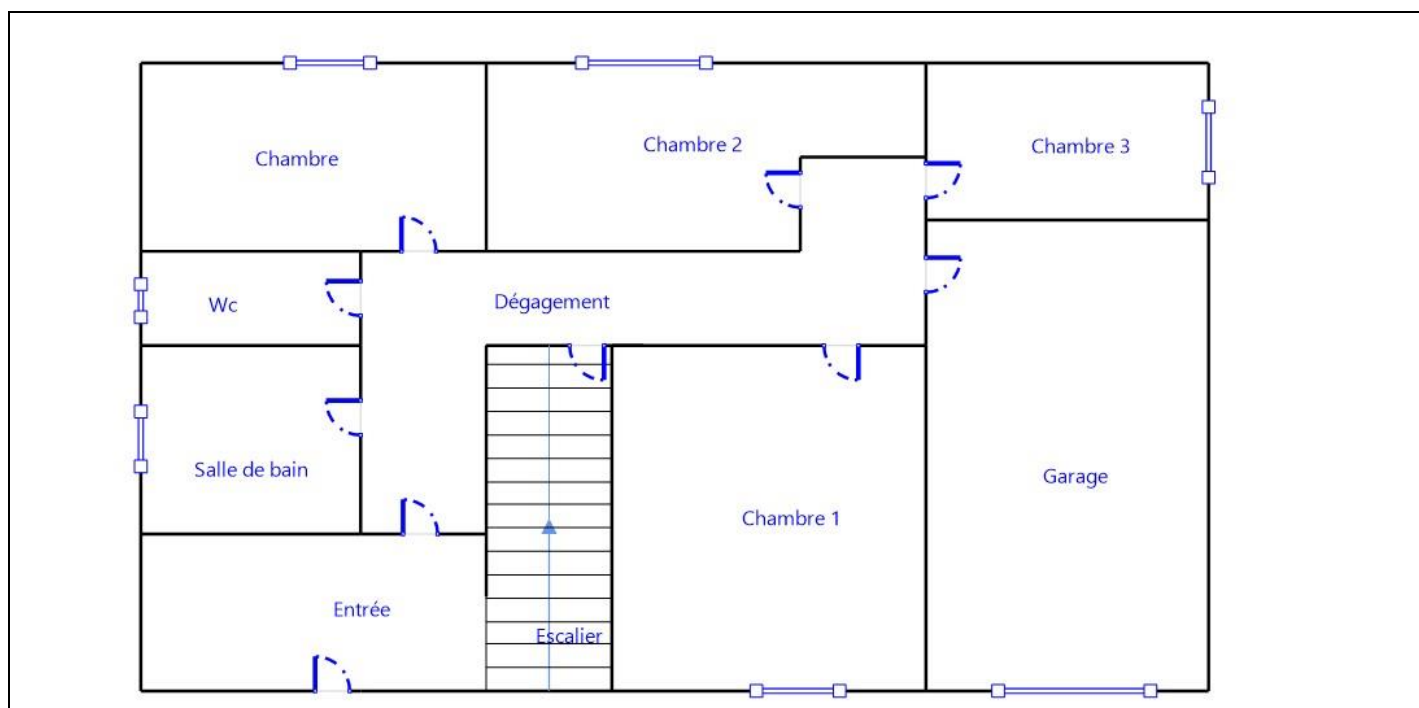 Chambre
Chambre 2
Chambre 3
Wc
Dégagement
Salle de bain
Garage
Chambre 1
Entrée
Escalier